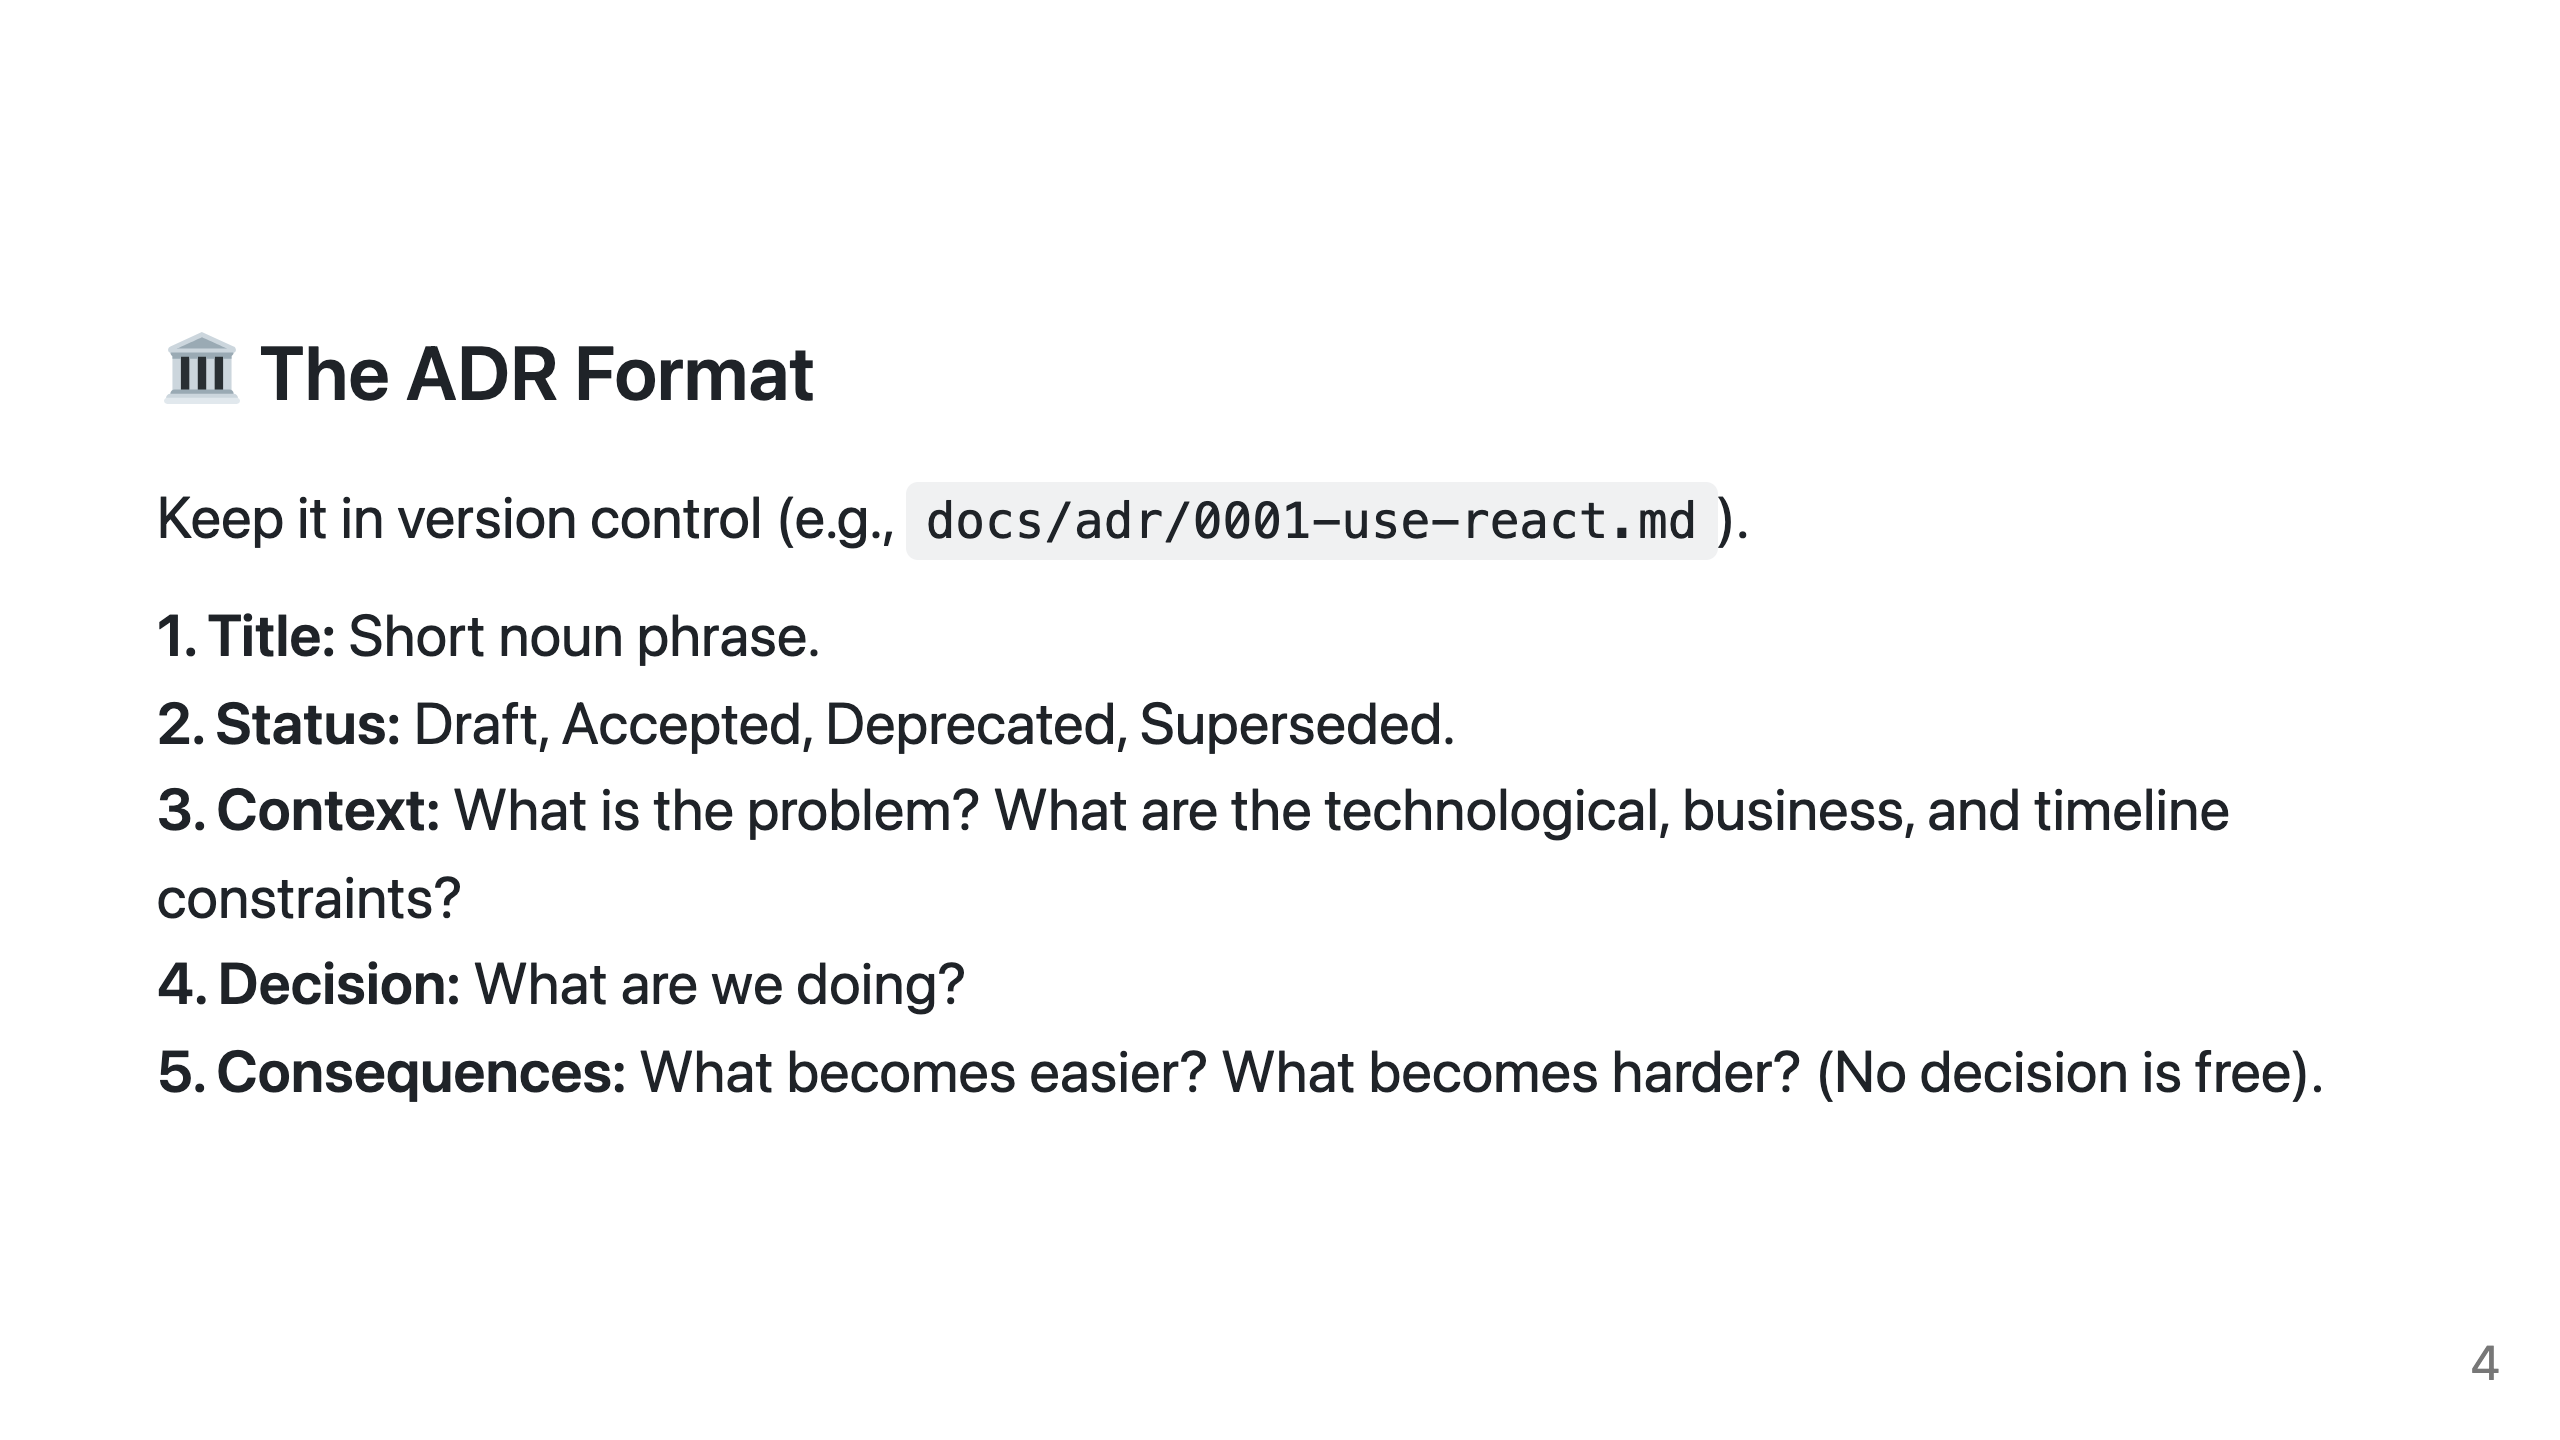 🏛️ The ADR Format
Keep it in version control (e.g., docs/adr/0001-use-react.md ).
1. Title: Short noun phrase.
2. Status: Draft, Accepted, Deprecated, Superseded.
3. Context: What is the problem? What are the technological, business, and timeline
constraints?
4. Decision: What are we doing?
5. Consequences: What becomes easier? What becomes harder? (No decision is free).
4